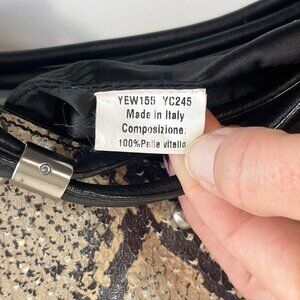 YEW155 YC245
Made in Italy
Composizione:
100%Pelle vitello